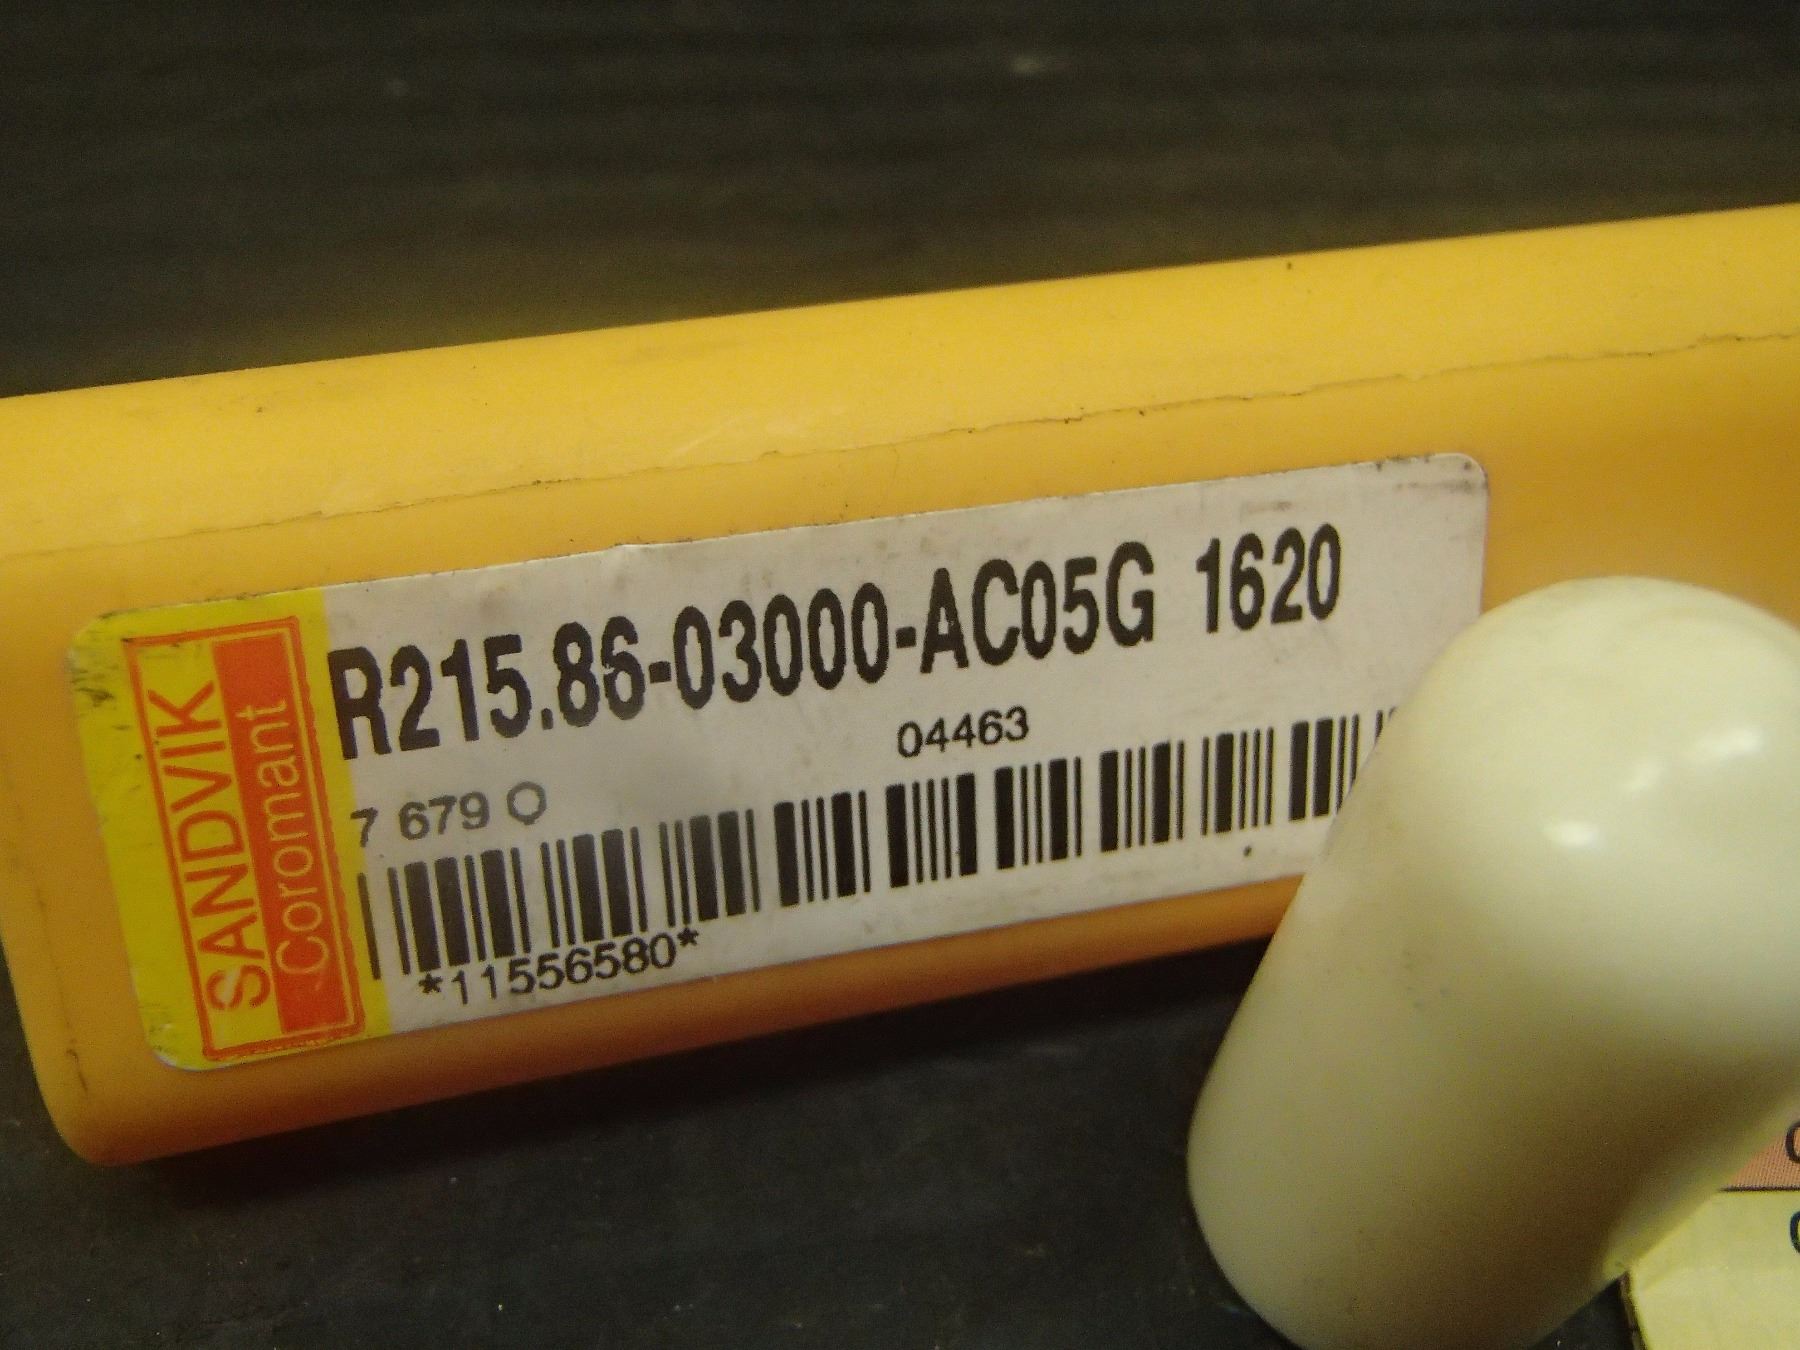 SANDVIK
Coromant
R215.86-03000-AC05G 1620
04463
7 679 O
*11556580*